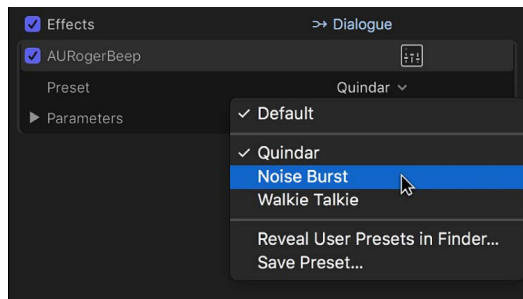 Effects
Dialogue
AURogerBeep
Preset
Quindar
Parameters
Default
Quindar
Noise Burst
Walkie Talkie
Reveal User Presets in Finder...
Save Preset...